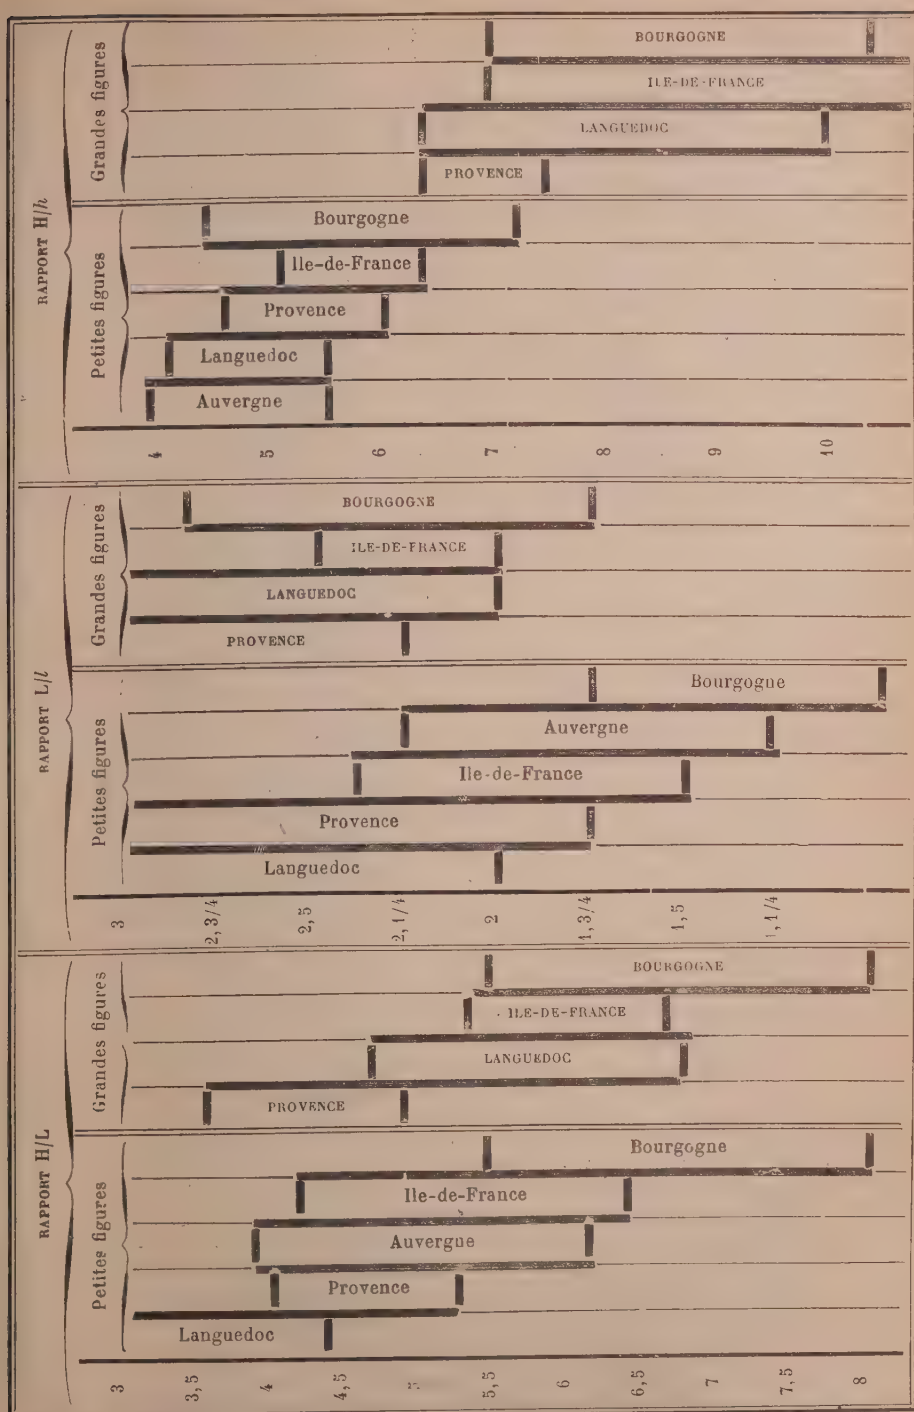 RAPPORT H/h
Grandes figures
BOURGOGNE
ILE-DE-FRANCE
LANGUEDOC
PROVENCE
Petites figures
Bourgogne
Ile-de-France
Provence
Languedoc
Auvergne
4 5 6 7 8 9 10
RAPPORT L/l
Grandes figures
BOURGOGNE
ILE-DE-FRANCE
LANGUEDOC
PROVENCE
Petites figures
Bourgogne
Auvergne
Ile-de-France
Provence
Languedoc
3 2,3/4 2,5 2,1/4 2 1,3/4 1,5 1,1/4
RAPPORT H/L
Grandes figures
BOURGOGNE
ILE-DE-FRANCE
LANGUEDOC
PROVENCE
Petites figures
Bourgogne
Ile-de-France
Auvergne
Provence
Languedoc
3 3,5 4 4,5 5 5,5 6 6,5 7 7,5 8